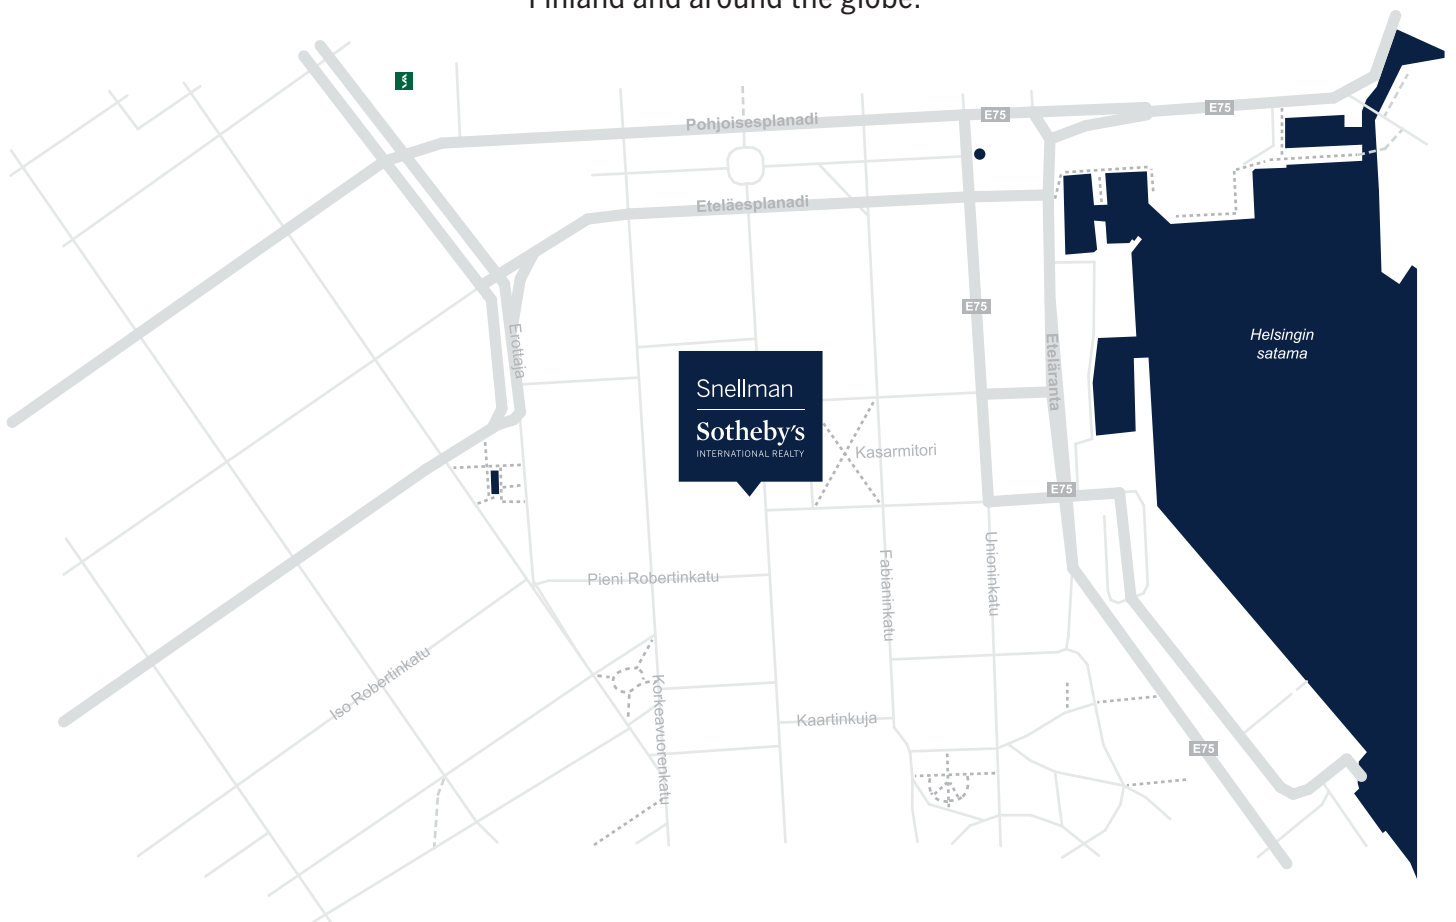 Finland and around the globe.
Pohjoisesplanadi
E75
E75
Eteläesplanadi
E75
Erottaja
Eteläranta
Helsingin
satama
Snellman
Sotheby's
INTERNATIONAL REALTY
Kasarmitori
E75
Pieni Robertinkatu
Fabianinkatu
Unioninkatu
Iso Robertinkatu
Korkeavuorenkatu
Kaartinkuja
E75